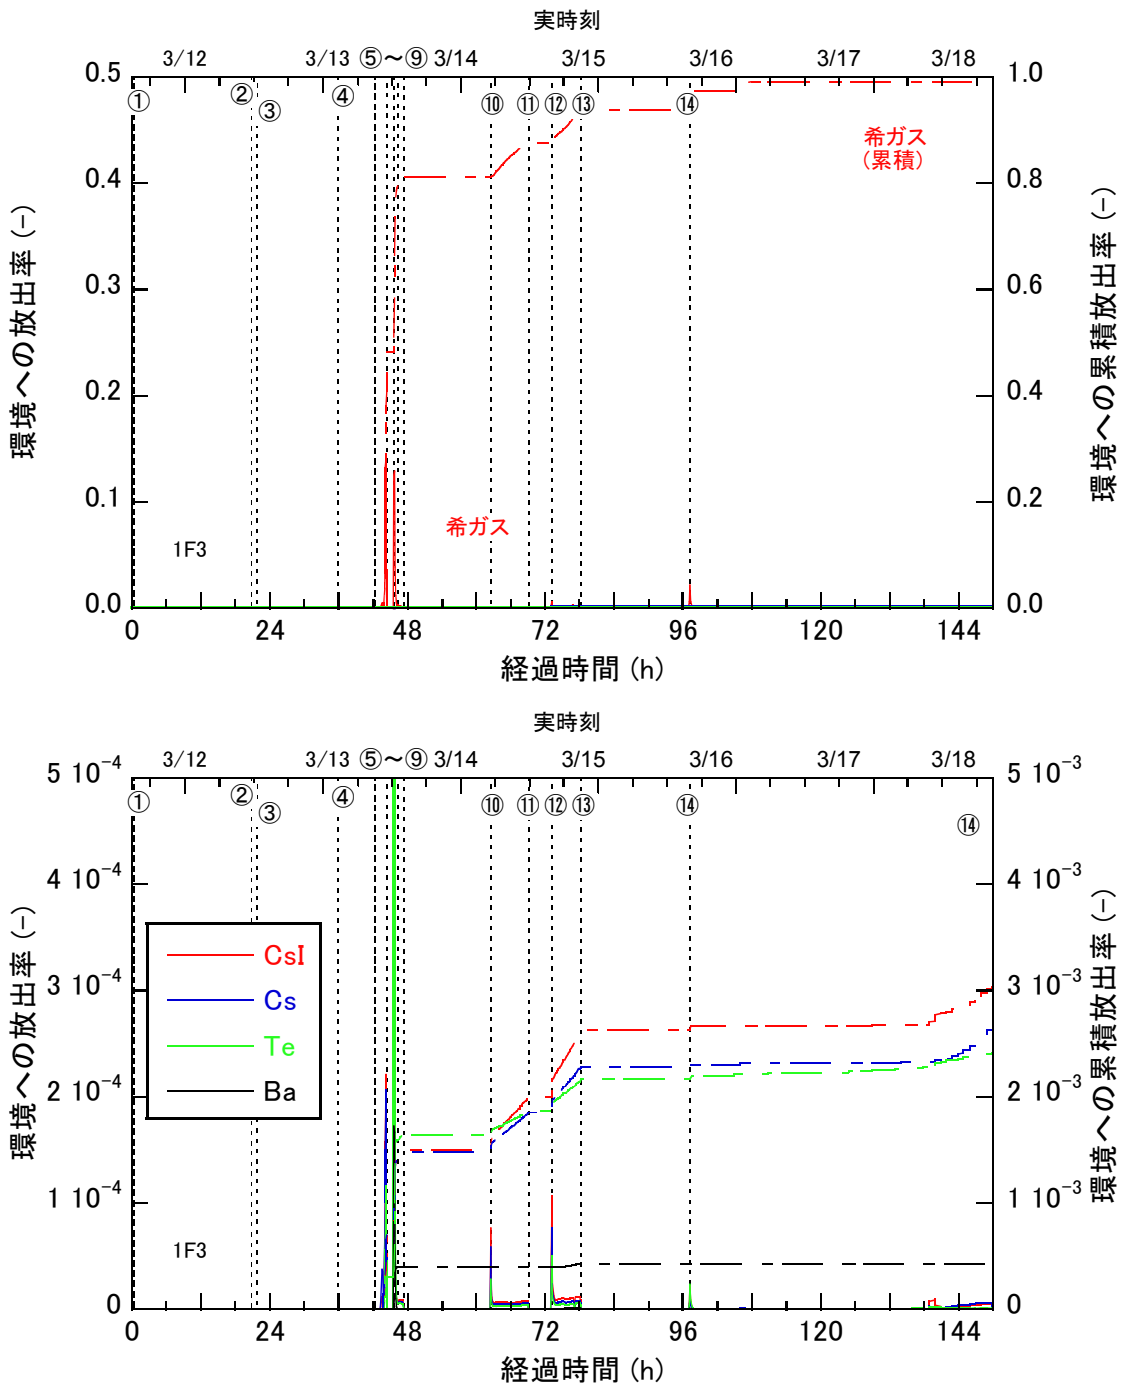 実時刻
3/12 3/13 ⑤～⑨ 3/14 3/15 3/16 3/17 3/18
0.5 1.0
① ② ③ ④ ⑩ ⑪ ⑫ ⑬ ⑭
希ガス
(累積)
0.4 0.8
0.3 0.6
0.2 0.4
0.1 0.2
希ガス
1F3
0.0 0.0
環境への放出率 (-)
環境への累積放出率 (-)
0 24 48 72 96 120 144
経過時間 (h)
実時刻
3/12 3/13 ⑤～⑨ 3/14 3/15 3/16 3/17 3/18
5 10⁻⁴ 5 10⁻³
① ② ③ ④ ⑩ ⑪ ⑫ ⑬ ⑭ ⑭
4 10⁻⁴ 4 10⁻³
CsI
3 10⁻⁴ 3 10⁻³
Cs
Te
2 10⁻⁴ 2 10⁻³
Ba
1 10⁻⁴ 1 10⁻³
1F3
0 0
環境への放出率 (-)
環境への累積放出率 (-)
0 24 48 72 96 120 144
経過時間 (h)